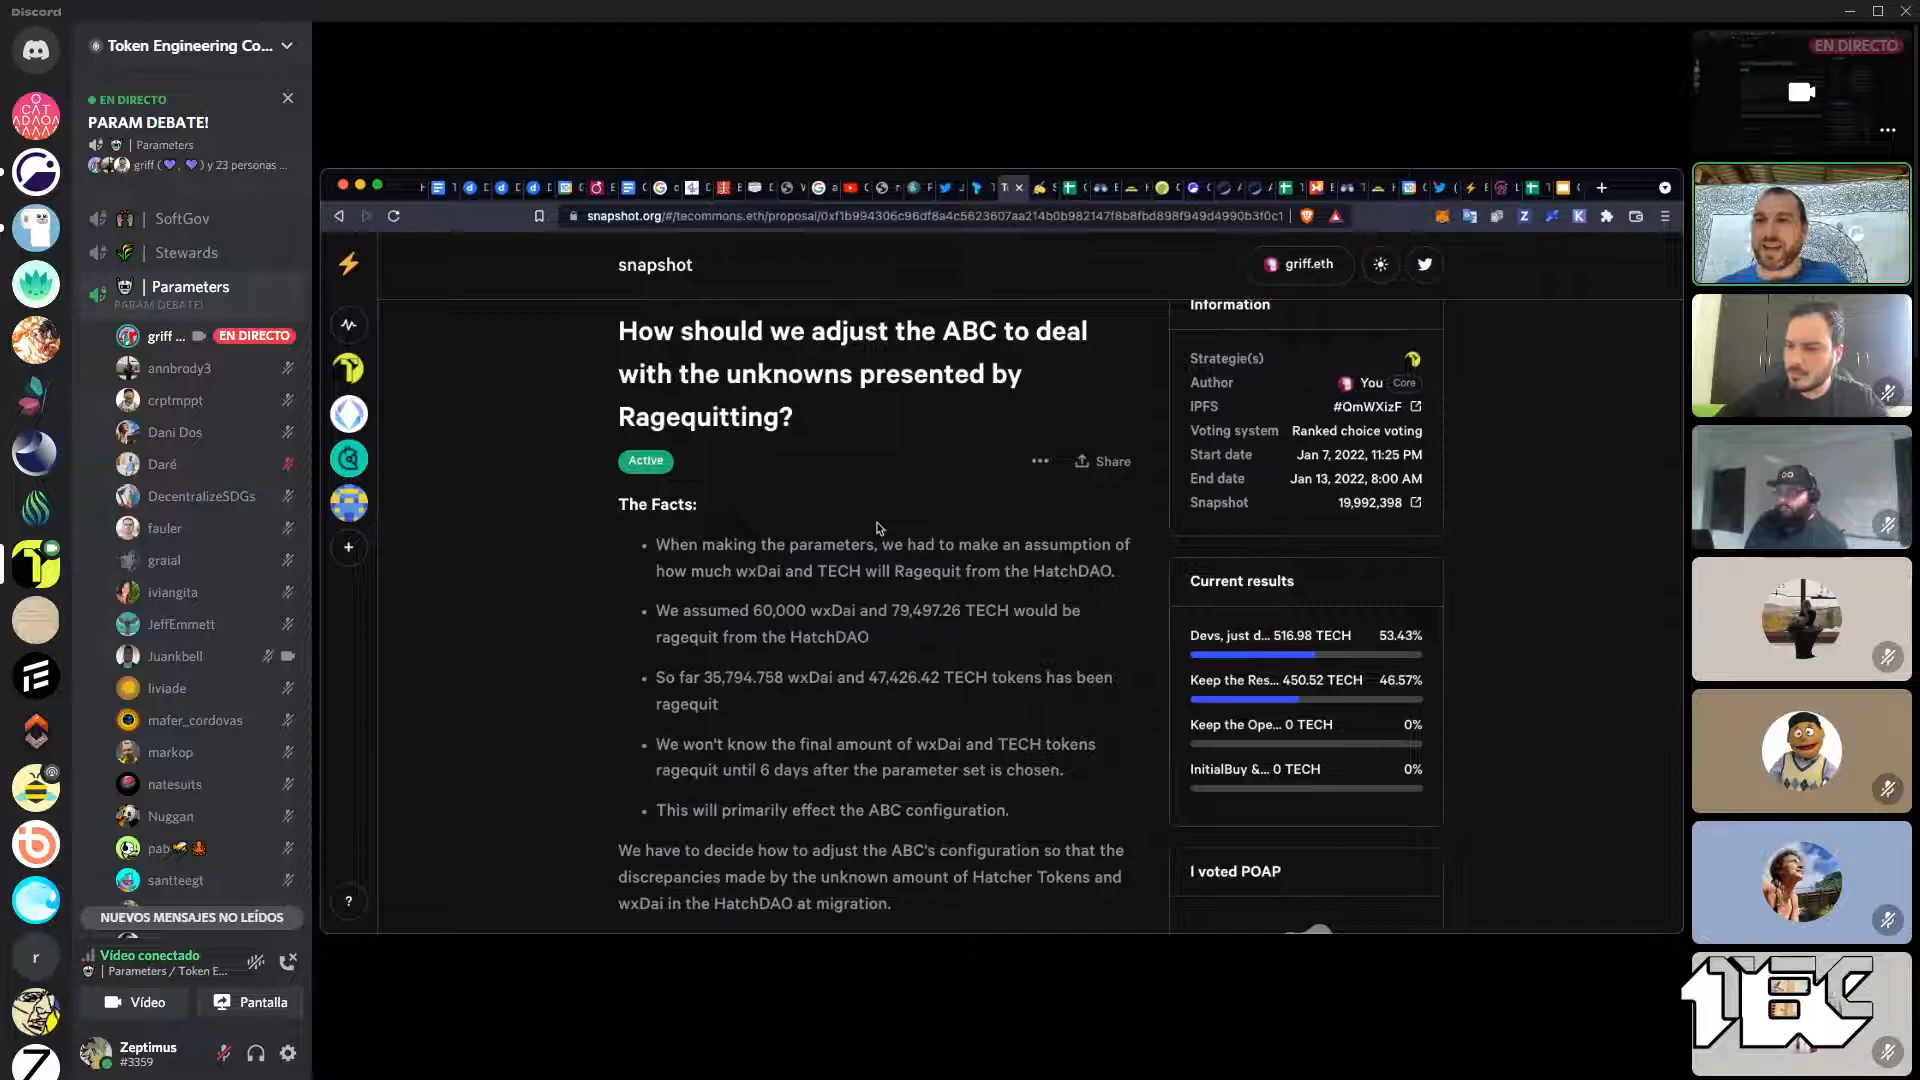 Discord
Token Engineering Co...
EN DIRECTO
PARAM DEBATE!
| Parameters
griff (💜, 💜) y 23 personas ...
| SoftGov
| Stewards
| Parameters
PARAM DEBATE!
griff ...
EN DIRECTO
annbrody3
crptmppt
Dani Dos
Daré
DecentralizeSDGs
fauler
graial
iviangita
JeffEmmett
Juankbell
liviade
mafer_cordovas
markop
natesuits
Nuggan
pab
santteegt
NUEVOS MENSAJES NO LEÍDOS
r
Vídeo conectado
| Parameters / Token E...
Vídeo
Pantalla
Zeptimus
#3359
snapshot.org/#/tecommons.eth/proposal/0xf1b994306c96df8a4c5623607aa214b0b982147f8b8fbd898f949d4990b3f0c1
snapshot
griff.eth
How should we adjust the ABC to deal
with the unknowns presented by
Ragequitting?
Active
Share
The Facts:
• When making the parameters, we had to make an assumption of
how much wxDai and TECH will Ragequit from the HatchDAO.
• We assumed 60,000 wxDai and 79,497.26 TECH would be
ragequit from the HatchDAO
• So far 35,794.758 wxDai and 47,426.42 TECH tokens has been
ragequit
• We won't know the final amount of wxDai and TECH tokens
ragequit until 6 days after the parameter set is chosen.
• This will primarily effect the ABC configuration.
We have to decide how to adjust the ABC's configuration so that the
discrepancies made by the unknown amount of Hatcher Tokens and
wxDai in the HatchDAO at migration.
Information
Strategie(s)
Author You Core
IPFS #QmWXizF
Voting system Ranked choice voting
Start date Jan 7, 2022, 11:25 PM
End date Jan 13, 2022, 8:00 AM
Snapshot 19,992,398
Current results
Devs, just d... 516.98 TECH 53.43%
Keep the Res... 450.52 TECH 46.57%
Keep the Ope... 0 TECH 0%
InitialBuy &... 0 TECH 0%
I voted POAP
EN DIRECTO
TEC